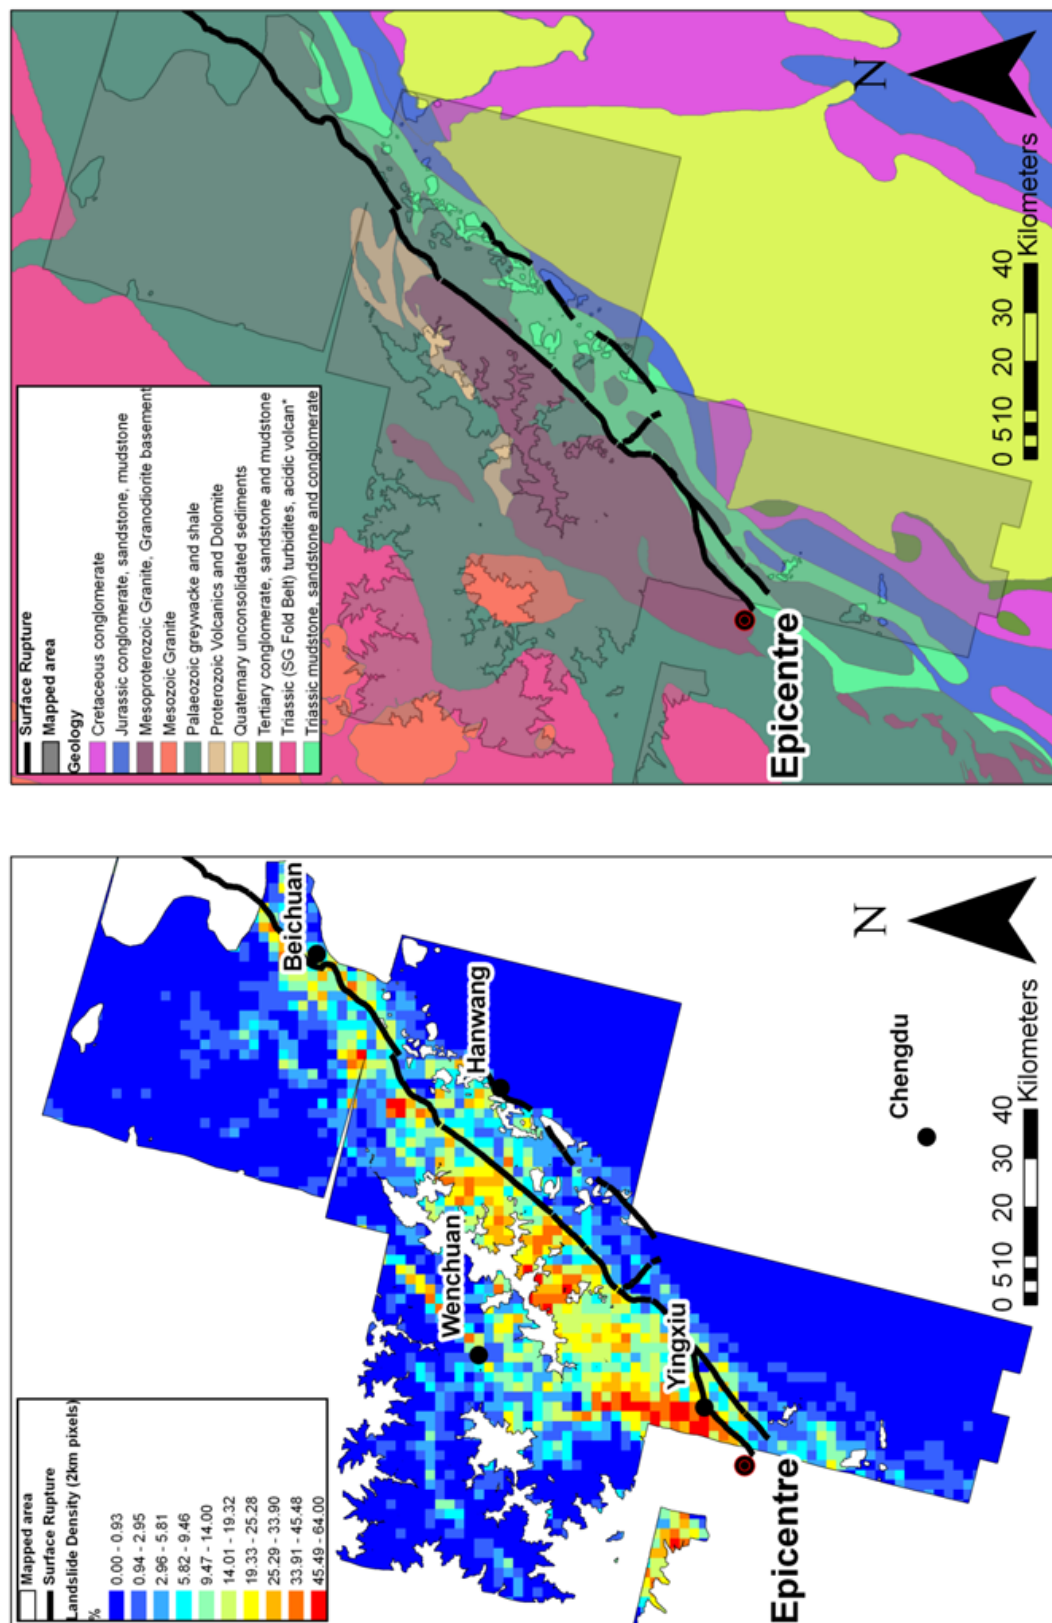 Surface Rupture
Mapped area
Geology
Cretaceous conglomerate
Jurassic conglomerate, sandstone, mudstone
Mesoproterozoic Granite, Granodiorite basement
Mesozoic Granite
Palaeozoic greywacke and shale
Proterozoic Volcanics and Dolomite
Quaternary unconsolidated sediments
Tertiary conglomerate, sandstone and mudstone
Triassic (SG Fold Belt) turbidites, acidic volcan*
Triassic mudstone, sandstone and conglomerate
Epicentre
N
0 5 10 20 30 40
Kilometers
Mapped area
Surface Rupture
Landslide Density (2km pixels)
%
0.00 - 0.93
0.94 - 2.95
2.96 - 5.81
5.82 - 9.46
9.47 - 14.00
14.01 - 19.32
19.33 - 25.28
25.29 - 33.90
33.91 - 45.48
45.49 - 64.00
Beichuan
Hanwang
Wenchuan
Yingxiu
Chengdu
Epicentre
N
0 5 10 20 30 40
Kilometers